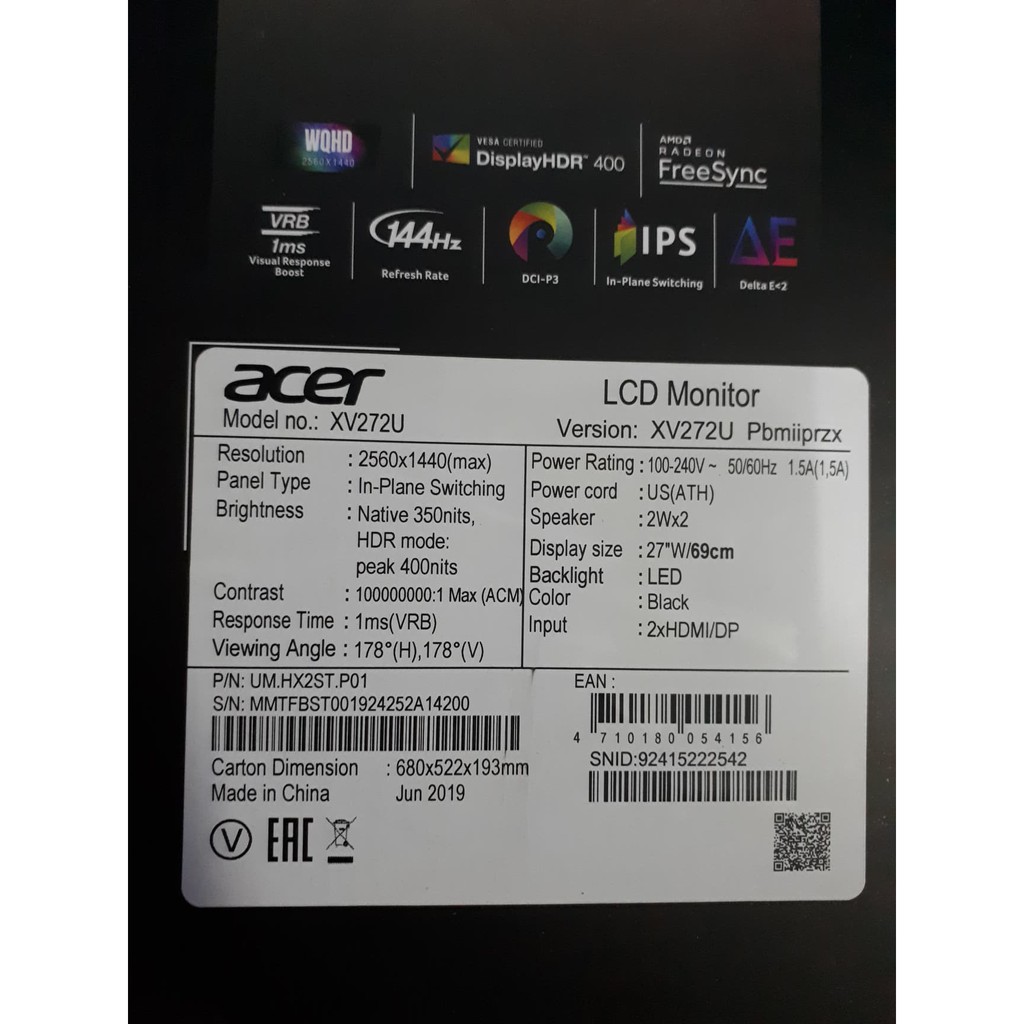 WQHD
2560X1440
VESA CERTIFIED
DisplayHDR™ 400
AMD
RADEON
FreeSync
VRB
1ms
Visual Response
Boost
144Hz
Refresh Rate
DCI-P3
IPS
In-Plane Switching
ΔE
Delta E<2
acer
LCD Monitor
Model no.: XV272U
Version: XV272U Pbmiiprzx
Resolution : 2560x1440(max)
Panel Type : In-Plane Switching
Brightness : Native 350nits,
HDR mode:
peak 400nits
Contrast : 100000000:1 Max (ACM)
Response Time : 1ms(VRB)
Viewing Angle : 178°(H),178°(V)
Power Rating : 100-240V~ 50/60Hz 1.5A(1,5A)
Power cord : US(ATH)
Speaker : 2Wx2
Display size : 27"W/69cm
Backlight : LED
Color : Black
Input : 2xHDMI/DP
P/N: UM.HX2ST.P01
S/N: MMTFBST001924252A14200
Carton Dimension : 680x522x193mm
Made in China Jun 2019
V EAC
EAN :
4 710180 054156
SNID:92415222542